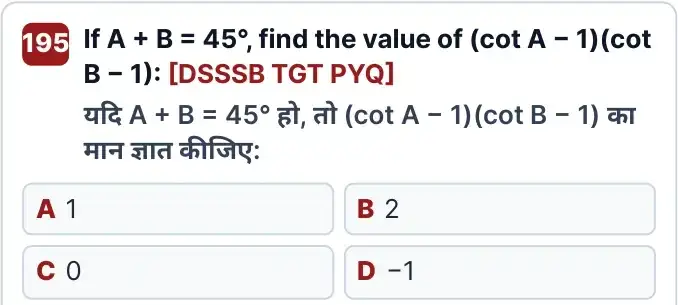 195 If A + B = 45°, find the value of (cot A − 1)(cot
B − 1): [DSSSB TGT PYQ]
यदि A + B = 45° हो, तो (cot A − 1)(cot B − 1) का
मान ज्ञात कीजिए:
A 1
B 2
C 0
D −1